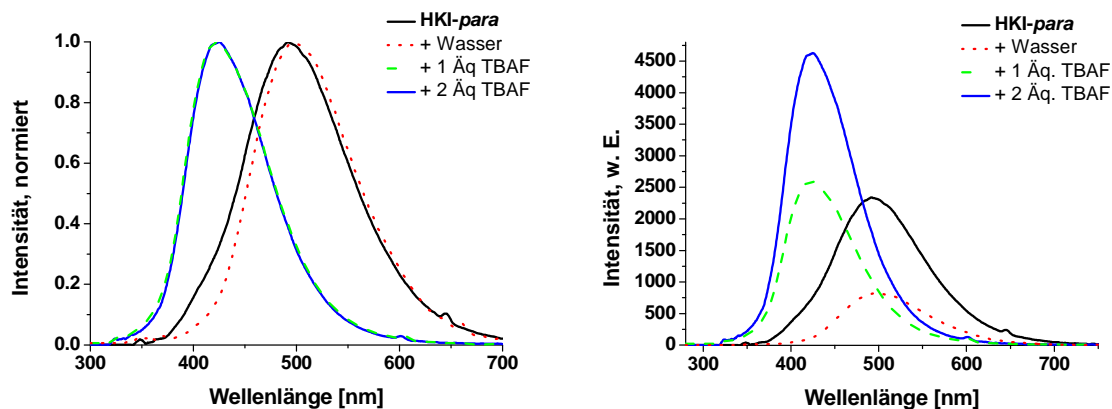 HKI-para
+ Wasser
+ 1 Äq TBAF
+ 2 Äq TBAF
1.0
0.8
0.6
0.4
0.2
0.0
Intensität, normiert
300 400 500 600 700
Wellenlänge [nm]
HKI-para
+ Wasser
+ 1 Äq. TBAF
+ 2 Äq. TBAF
4500
4000
3500
3000
2500
2000
1500
1000
500
0
Intensität, w. E.
300 400 500 600 700
Wellenlänge [nm]